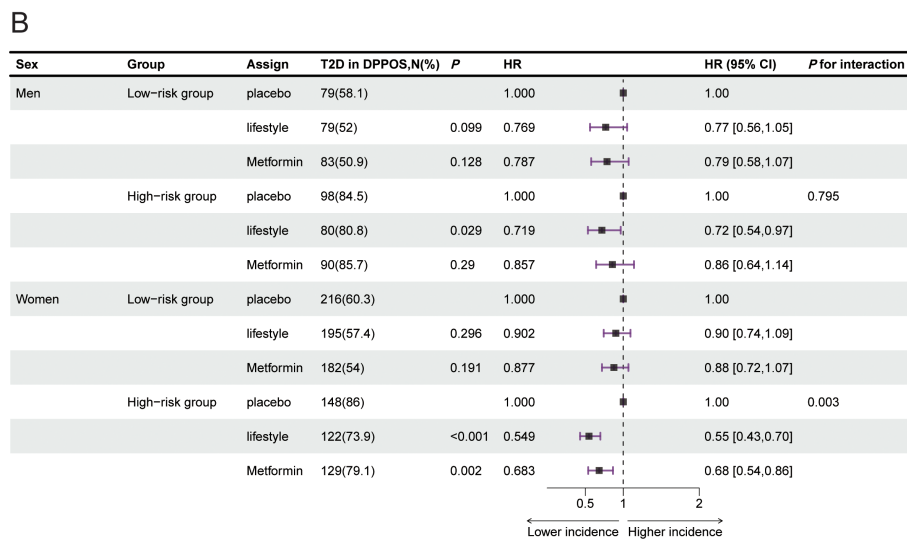 B
Sex Group Assign T2D in DPPOS,N(%) P HR HR (95% CI) P for interaction
Men Low−risk group placebo 79(58.1) 1.000 1.00
lifestyle 79(52) 0.099 0.769 0.77 [0.56,1.05]
Metformin 83(50.9) 0.128 0.787 0.79 [0.58,1.07]
High−risk group placebo 98(84.5) 1.000 1.00 0.795
lifestyle 80(80.8) 0.029 0.719 0.72 [0.54,0.97]
Metformin 90(85.7) 0.29 0.857 0.86 [0.64,1.14]
Women Low−risk group placebo 216(60.3) 1.000 1.00
lifestyle 195(57.4) 0.296 0.902 0.90 [0.74,1.09]
Metformin 182(54) 0.191 0.877 0.88 [0.72,1.07]
High−risk group placebo 148(86) 1.000 1.00 0.003
lifestyle 122(73.9) <0.001 0.549 0.55 [0.43,0.70]
Metformin 129(79.1) 0.002 0.683 0.68 [0.54,0.86]
0.5 1 2
Lower incidence Higher incidence